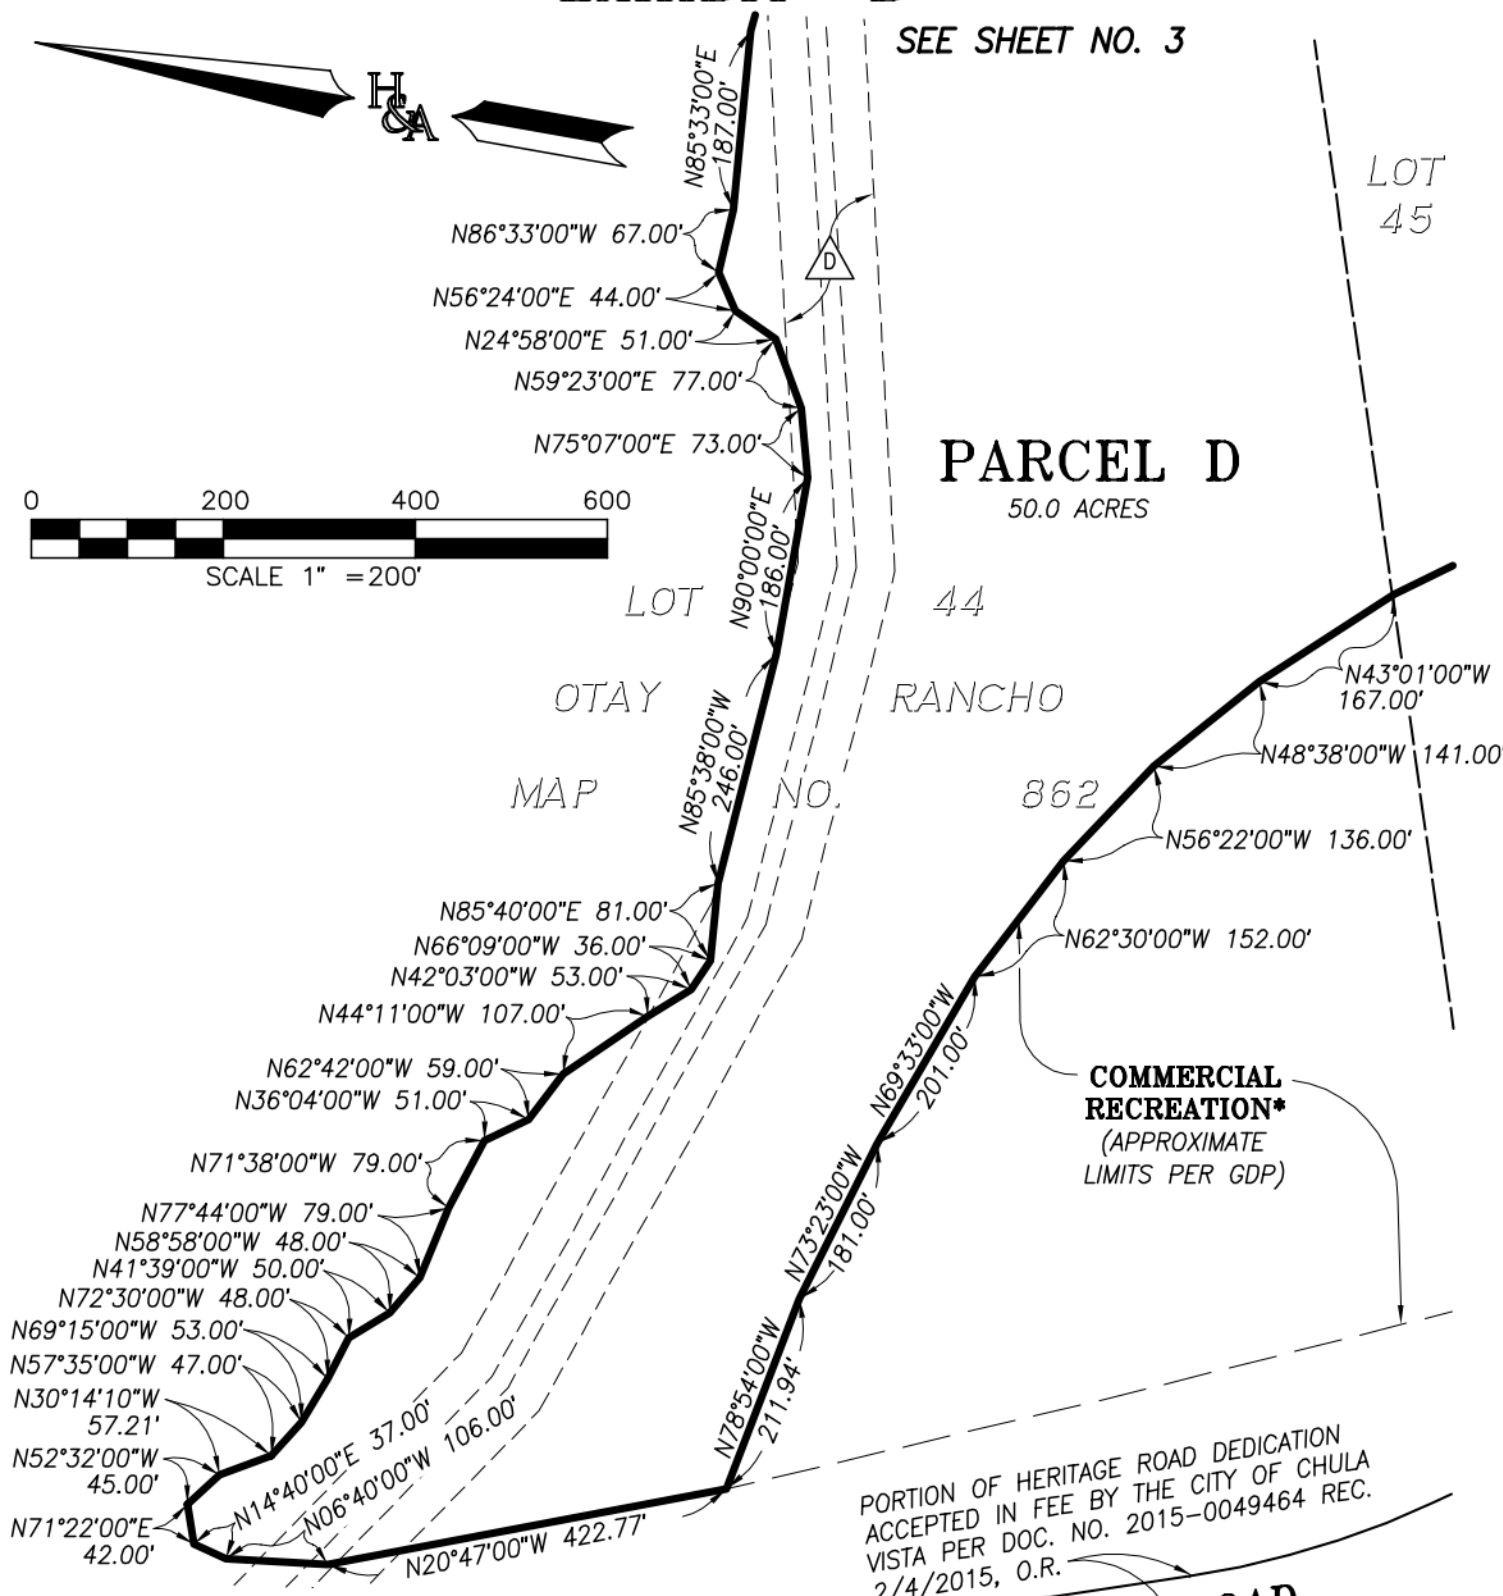 SEE SHEET NO. 3
H&A
N85°33'00"E
187.00'
LOT
45
N86°33'00"W 67.00'
D
N56°24'00"E 44.00'
N24°58'00"E 51.00'
N59°23'00"E 77.00'
N75°07'00"E 73.00'
PARCEL D
50.0 ACRES
0 200 400 600
SCALE 1" =200'
N90°00'00"E
186.00'
LOT 44
OTAY RANCHO
MAP NO. 862
N43°01'00"W
167.00'
N48°38'00"W 141.00'
N85°38'00"W
246.00'
N56°22'00"W 136.00'
N85°40'00"E 81.00'
N66°09'00"W 36.00'
N62°30'00"W 152.00'
N42°03'00"W 53.00'
N44°11'00"W 107.00'
N69°33'00"W
201.00'
N62°42'00"W 59.00'
N36°04'00"W 51.00'
COMMERCIAL
RECREATION*
(APPROXIMATE
LIMITS PER GDP)
N71°38'00"W 79.00'
N73°23'00"W
181.00'
N77°44'00"W 79.00'
N58°58'00"W 48.00'
N41°39'00"W 50.00'
N72°30'00"W 48.00'
N69°15'00"W 53.00'
N57°35'00"W 47.00'
N30°14'10"W
57.21'
N78°54'00"W
211.94'
N52°32'00"W
45.00'
N14°40'00"E 37.00'
N06°40'00"W 106.00'
N71°22'00"E
42.00'
N20°47'00"W 422.77'
PORTION OF HERITAGE ROAD DEDICATION
ACCEPTED IN FEE BY THE CITY OF CHULA
VISTA PER DOC. NO. 2015-0049464 REC.
2/4/2015, O.R.